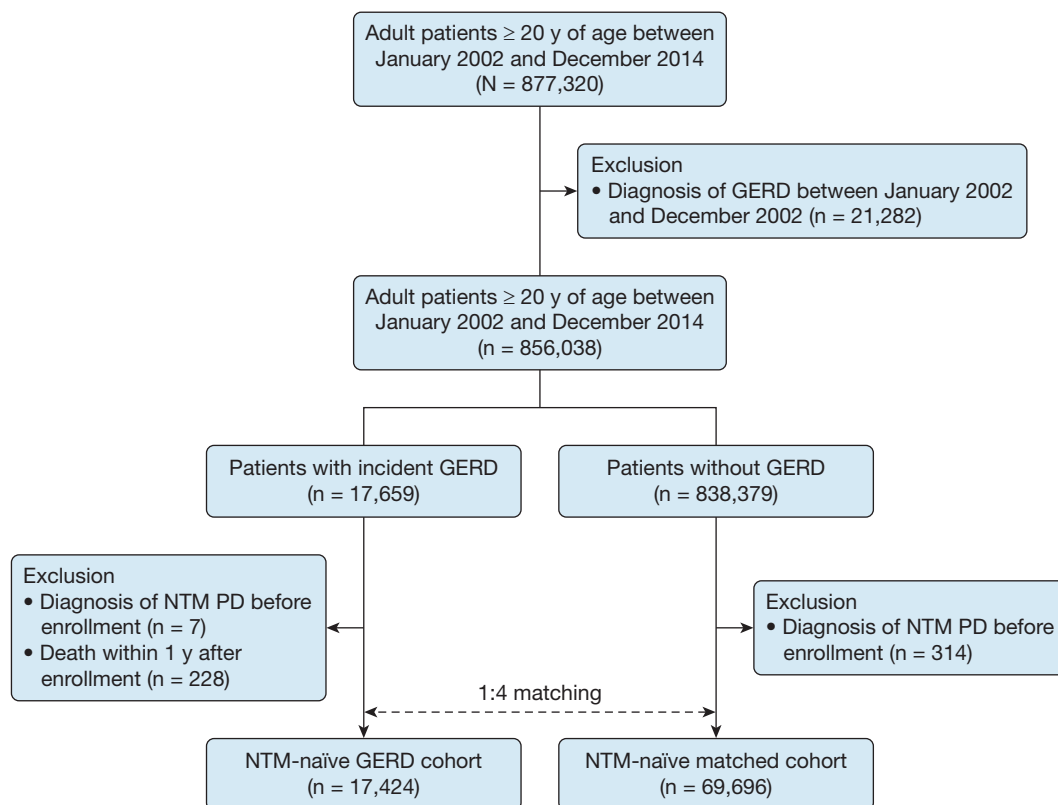 Adult patients ≥ 20 y of age between
January 2002 and December 2014
(N = 877,320)
Exclusion
• Diagnosis of GERD between January 2002
and December 2002 (n = 21,282)
Adult patients ≥ 20 y of age between
January 2002 and December 2014
(n = 856,038)
Patients with incident GERD
(n = 17,659)
Patients without GERD
(n = 838,379)
Exclusion
• Diagnosis of NTM PD before
enrollment (n = 7)
• Death within 1 y after
enrollment (n = 228)
Exclusion
• Diagnosis of NTM PD before
enrollment (n = 314)
1:4 matching
NTM-naïve GERD cohort
(n = 17,424)
NTM-naïve matched cohort
(n = 69,696)